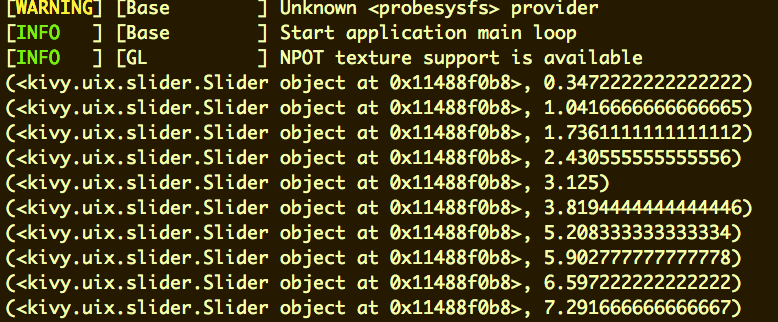 [WARNING] [Base        ] Unknown <probesysfs> provider
[INFO   ] [Base        ] Start application main loop
[INFO   ] [GL          ] NPOT texture support is available
(<kivy.uix.slider.Slider object at 0x11488f0b8>, 0.3472222222222222)
(<kivy.uix.slider.Slider object at 0x11488f0b8>, 1.0416666666666665)
(<kivy.uix.slider.Slider object at 0x11488f0b8>, 1.7361111111111112)
(<kivy.uix.slider.Slider object at 0x11488f0b8>, 2.430555555555556)
(<kivy.uix.slider.Slider object at 0x11488f0b8>, 3.125)
(<kivy.uix.slider.Slider object at 0x11488f0b8>, 3.8194444444444446)
(<kivy.uix.slider.Slider object at 0x11488f0b8>, 5.208333333333334)
(<kivy.uix.slider.Slider object at 0x11488f0b8>, 5.902777777777778)
(<kivy.uix.slider.Slider object at 0x11488f0b8>, 6.597222222222222)
(<kivy.uix.slider.Slider object at 0x11488f0b8>, 7.291666666666667)